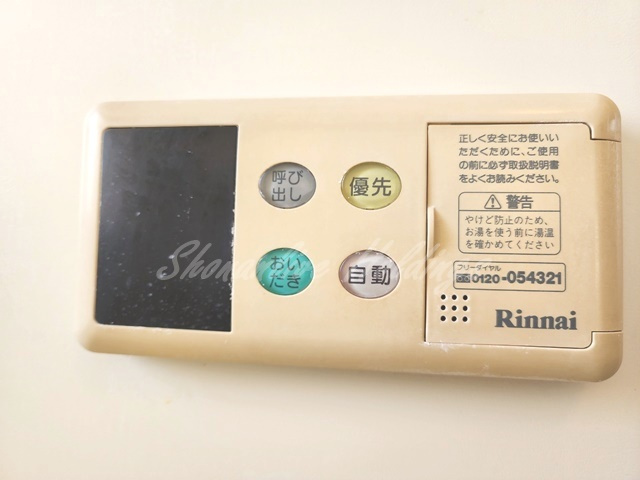 呼び
出し
優先
おい
だき
自動
正しく安全にお使いい
ただくために、ご使用
の前に必ず取扱説明書
をよくお読みください。
警告
やけど防止のため、
お湯を使う前に湯温
を確かめてください
フリーダイヤル
0120-054321
Rinnai